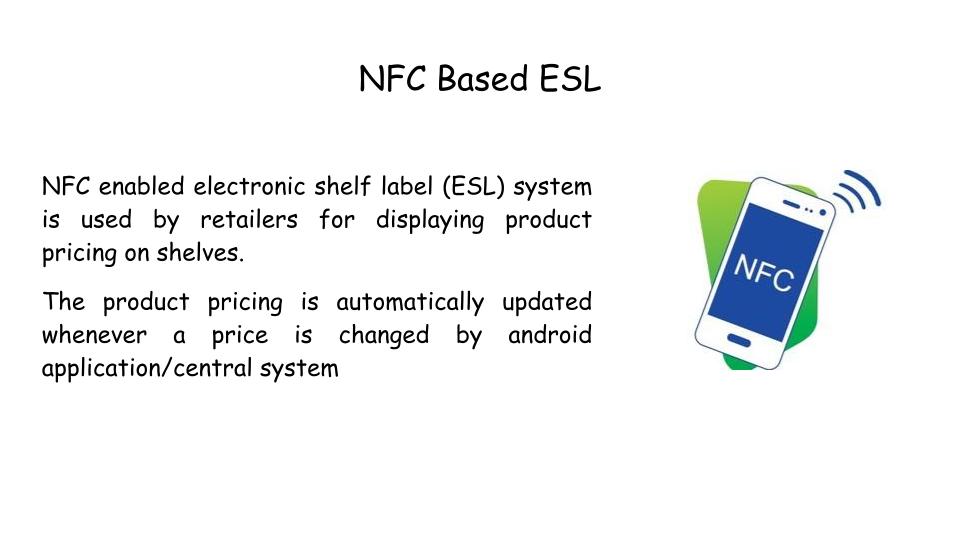 NFC Based ESL
NFC enabled electronic shelf label (ESL) system
is used by retailers for displaying product
pricing on shelves.
The product pricing is automatically updated
whenever a price is changed by android
application/central system
NFC